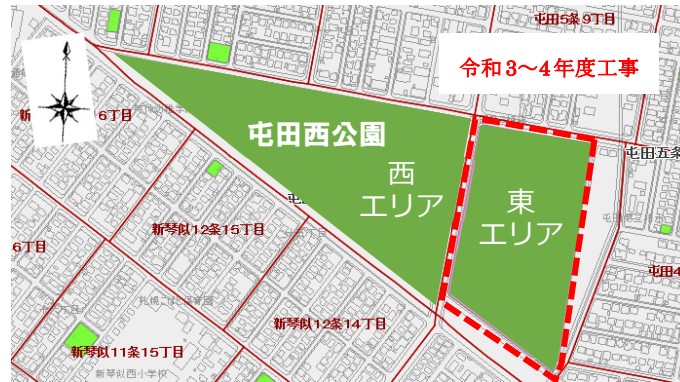 屯田5条9丁目
令和3～4年度工事
6丁目
屯田西公園
西
エリア
東
エリア
屯田五条
新琴似12条15丁目
6丁目
屯田4
新琴似12条14丁目
新琴似11条15丁目
新琴似西小学校